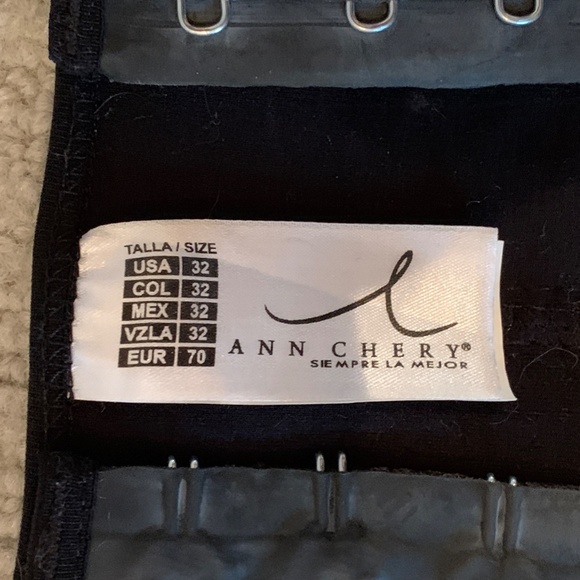 TALLA / SIZE
USA 32
COL 32
MEX 32
VZLA 32
EUR 70
ANN CHERY®
SIEMPRE LA MEJOR